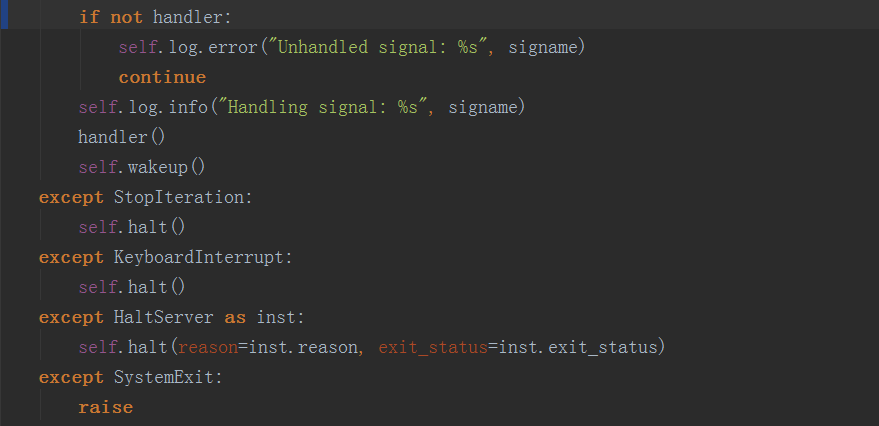 if not handler:
self.log.error("Unhandled signal: %s", signame)
continue
self.log.info("Handling signal: %s", signame)
handler()
self.wakeup()
except StopIteration:
self.halt()
except KeyboardInterrupt:
self.halt()
except HaltServer as inst:
self.halt(reason=inst.reason, exit_status=inst.exit_status)
except SystemExit:
raise